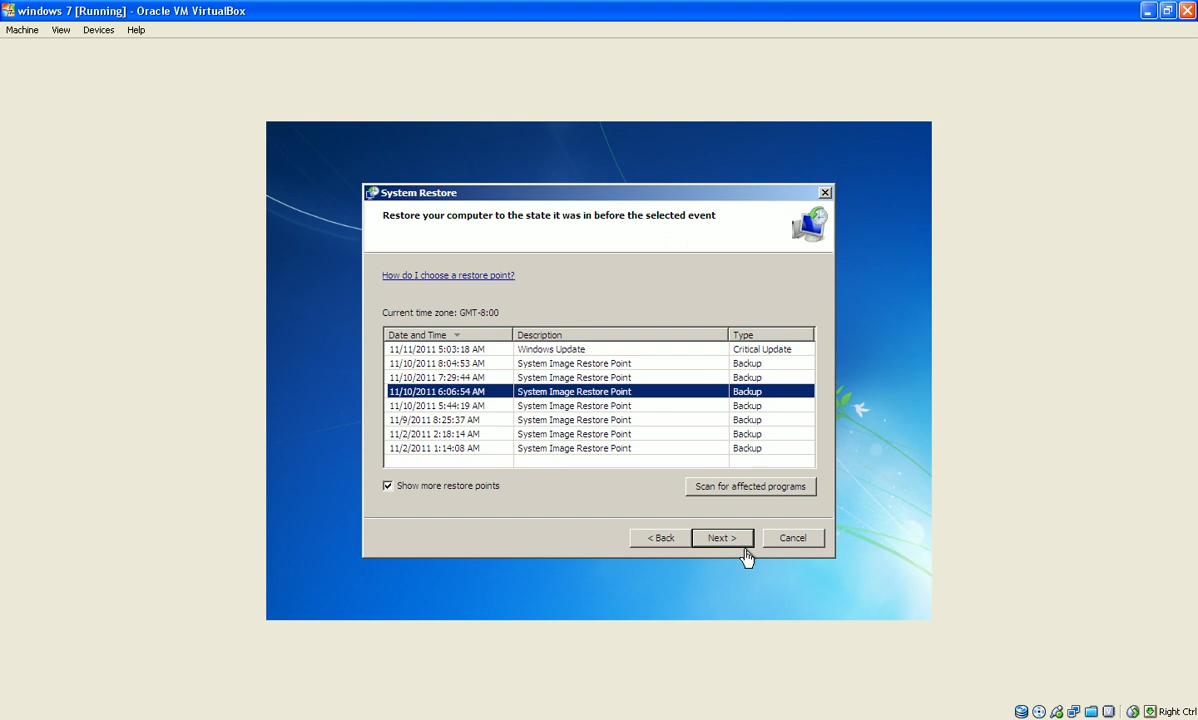 windows 7 [Running] - Oracle VM VirtualBox
Machine View Devices Help
System Restore
Restore your computer to the state it was in before the selected event
How do I choose a restore point?
Current time zone: GMT-8:00
Date and Time Description Type
11/11/2011 5:03:18 AM Windows Update Critical Update
11/10/2011 8:04:53 AM System Image Restore Point Backup
11/10/2011 7:29:44 AM System Image Restore Point Backup
11/10/2011 6:06:54 AM System Image Restore Point Backup
11/10/2011 5:44:19 AM System Image Restore Point Backup
11/9/2011 8:25:37 AM System Image Restore Point Backup
11/2/2011 2:18:14 AM System Image Restore Point Backup
11/2/2011 1:14:08 AM System Image Restore Point Backup
Show more restore points Scan for affected programs
< Back Next > Cancel
Right Ctrl